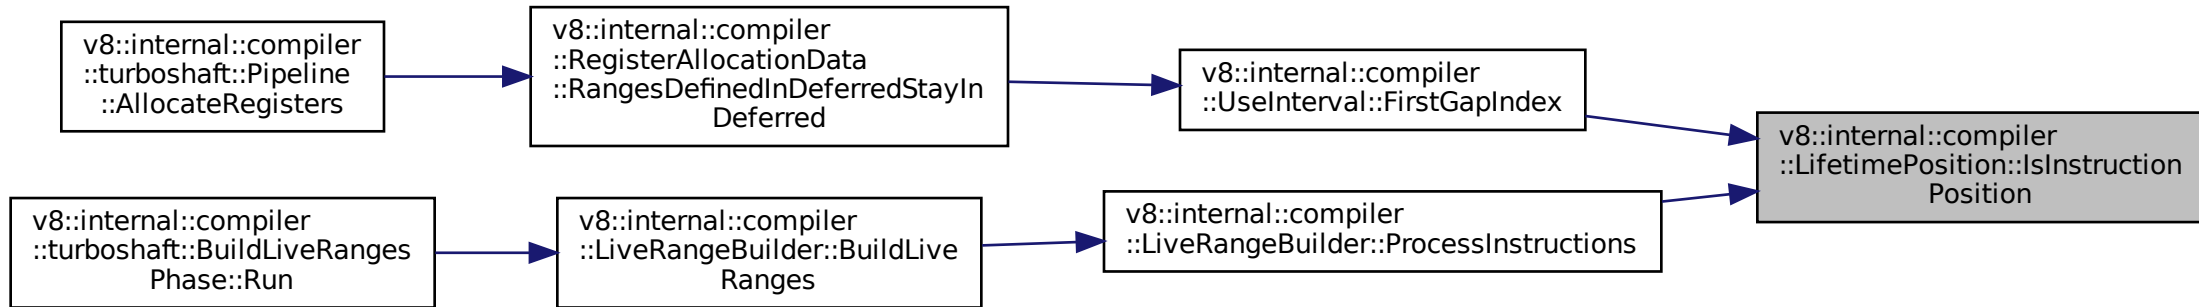 v8::internal::compiler
::turboshaft::Pipeline
::AllocateRegisters
v8::internal::compiler
::RegisterAllocationData
::RangesDefinedInDeferredStayIn
Deferred
v8::internal::compiler
::UseInterval::FirstGapIndex
v8::internal::compiler
::LifetimePosition::IsInstruction
Position
v8::internal::compiler
::turboshaft::BuildLiveRanges
Phase::Run
v8::internal::compiler
::LiveRangeBuilder::BuildLive
Ranges
v8::internal::compiler
::LiveRangeBuilder::ProcessInstructions